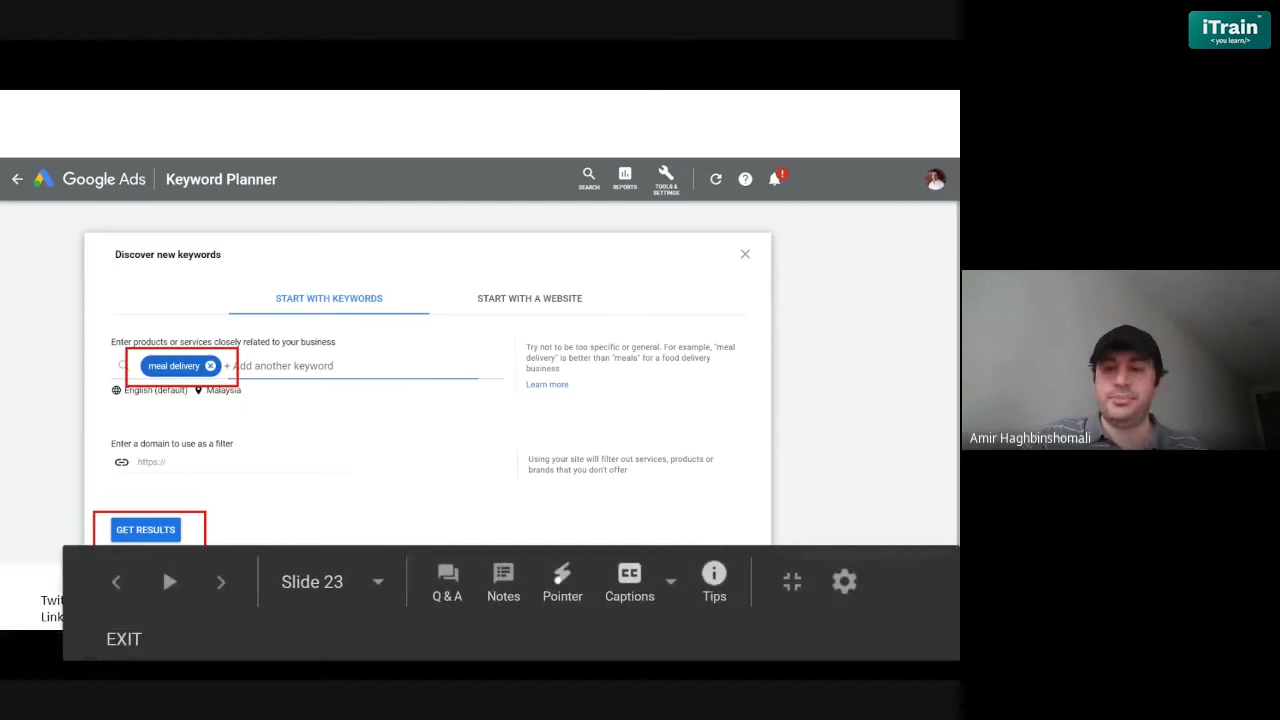 iTrain
< you learn/>
Google Ads
Keyword Planner
SEARCH
REPORTS
TOOLS &
SETTINGS
!
Discover new keywords
START WITH KEYWORDS
START WITH A WEBSITE
Enter products or services closely related to your business
meal delivery
+ Add another keyword
English (default)
Malaysia
Try not to be too specific or general. For example, "meal
delivery" is better than "meals" for a food delivery
business
Learn more
Enter a domain to use as a filter
https://
Using your site will filter out services, products or
brands that you don't offer
GET RESULTS
Amir Haghbinshomali
Slide 23
Q & A
Notes
Pointer
CC
Captions
Tips
Twit
Link
EXIT